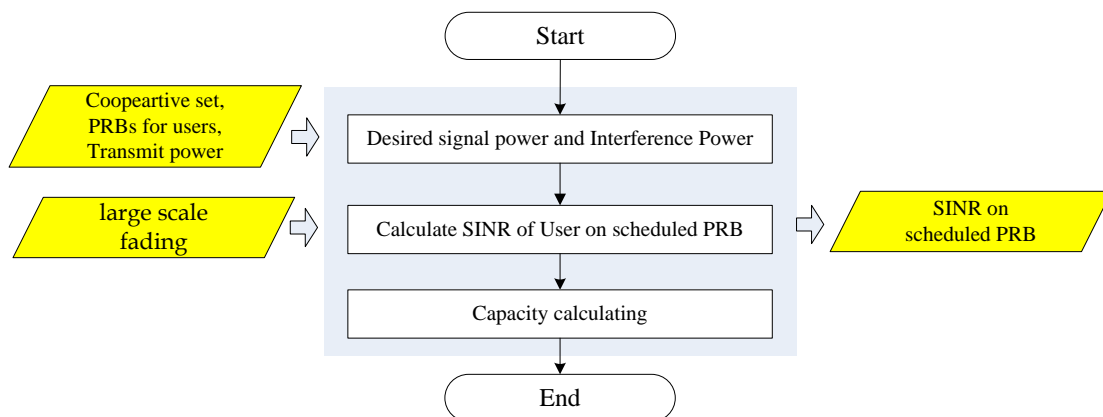 Start
Coopeartive set,
PRBs for users,
Transmit power
Desired signal power and Interference Power
large scale
fading
Calculate SINR of User on scheduled PRB
SINR on
scheduled PRB
Capacity calculating
End